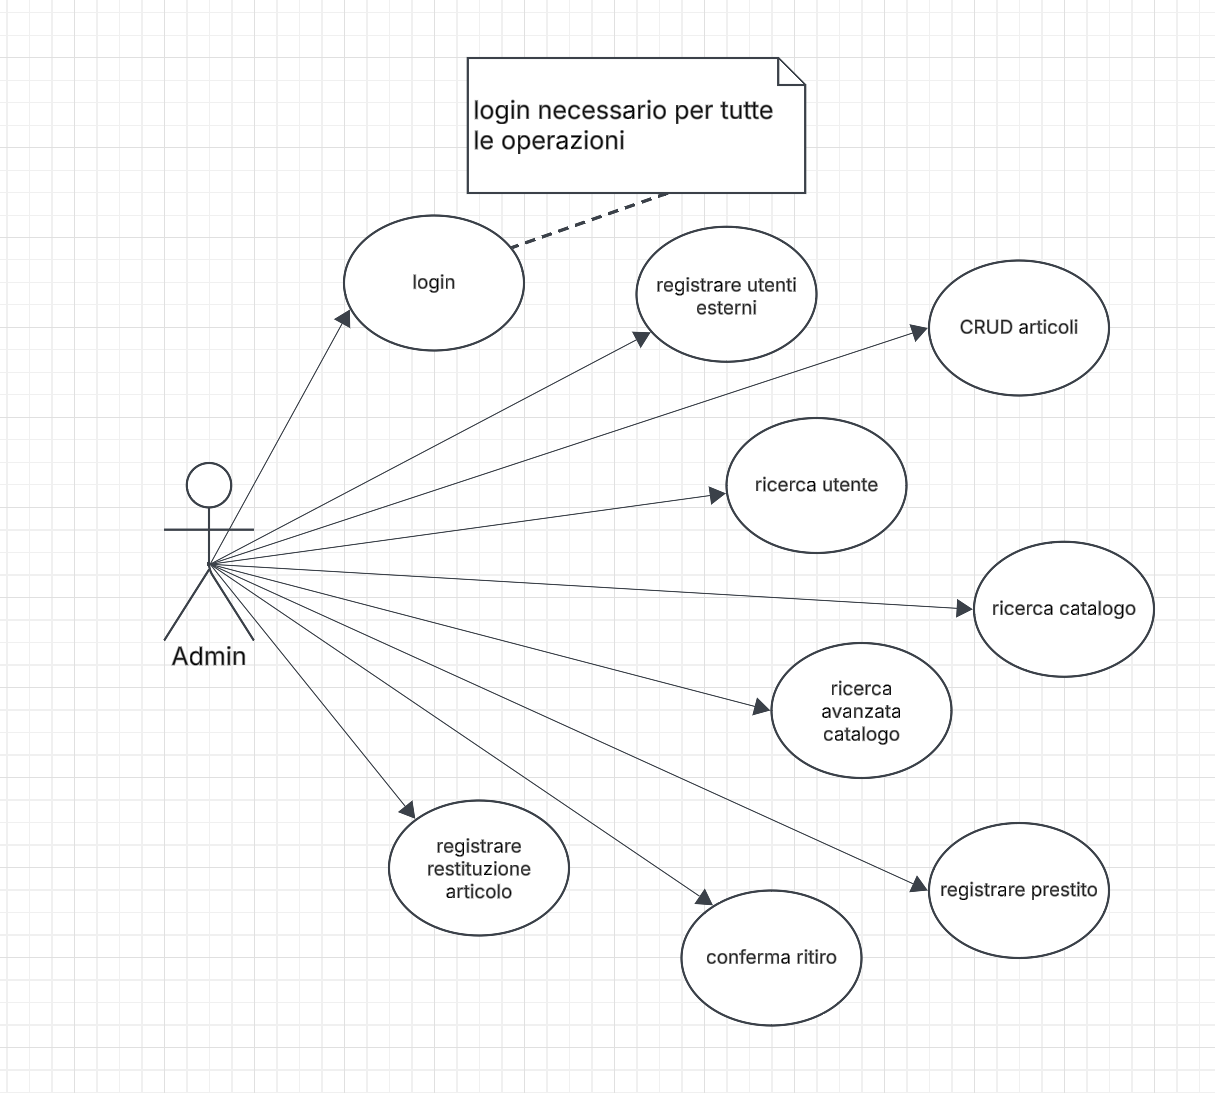 login necessario per tutte
le operazioni
login
registrare utenti
esterni
CRUD articoli
ricerca utente
ricerca catalogo
Admin
ricerca
avanzata
catalogo
registrare
restituzione
articolo
registrare prestito
conferma ritiro